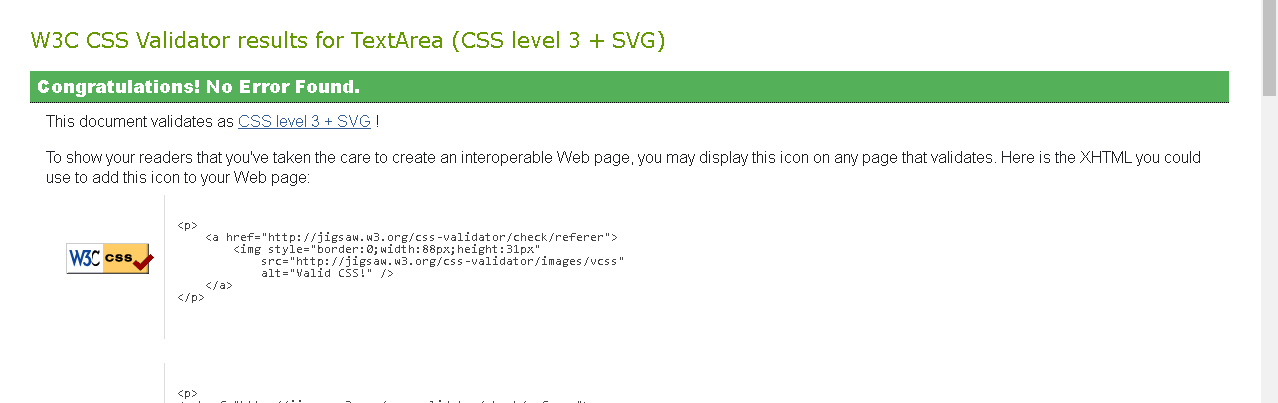 W3C CSS Validator results for TextArea (CSS level 3 + SVG)
Congratulations! No Error Found.
This document validates as CSS level 3 + SVG !
To show your readers that you've taken the care to create an interoperable Web page, you may display this icon on any page that validates. Here is the XHTML you could
use to add this icon to your Web page:
W3C css
<p>
<a href="http://jigsaw.w3.org/css-validator/check/referer">
<img style="border:0;width:88px;height:31px"
src="http://jigsaw.w3.org/css-validator/images/vcss"
alt="Valid CSS!" />
</a>
</p>
<p>